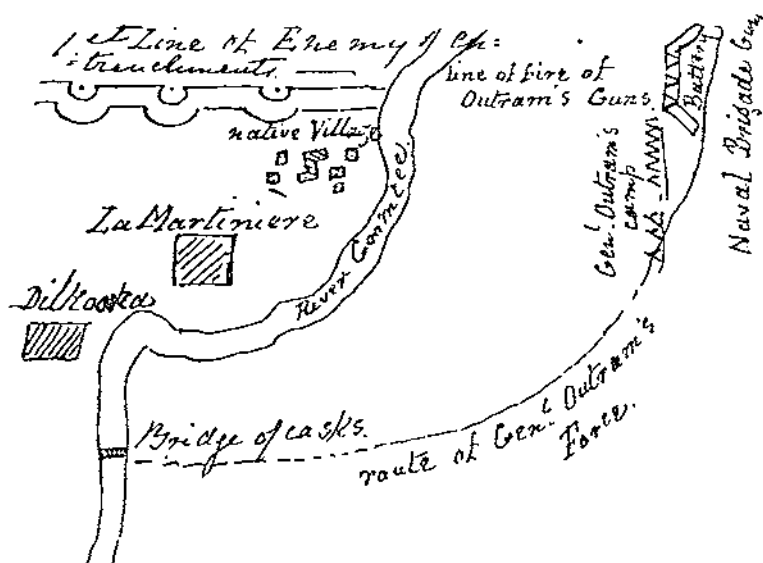 1st Line of Enemy's en=
=trenchments.
line of fire of
Outram's Guns.
Battery
Naval Brigade Guns
native Village
Genl. Outram's
camp
La Martiniere
River Goomtee
Dilkooska
Bridge of casks.
route of Genl Outram's
Force.